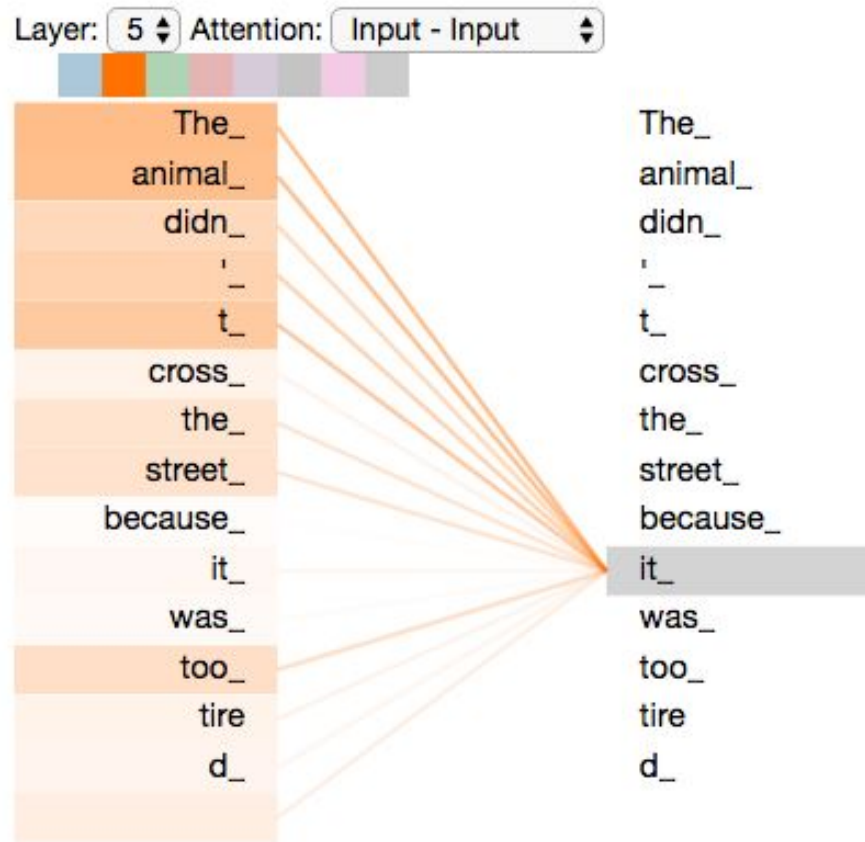 Layer: 5 Attention: Input - Input
The_ The_
animal_ animal_
didn_ didn_
'_ '_
t_ t_
cross_ cross_
the_ the_
street_ street_
because_ because_
it_ it_
was_ was_
too_ too_
tire tire
d_ d_